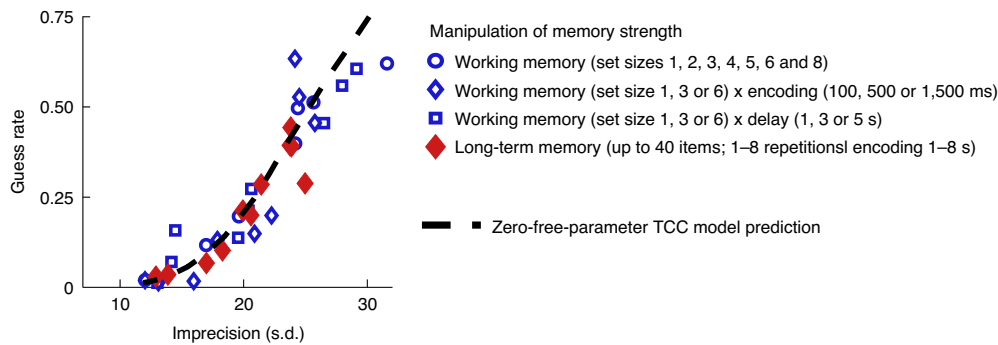 0.75
0.50
0.25
0
Guess rate
10
20
30
Imprecision (s.d.)
Manipulation of memory strength
Working memory (set sizes 1, 2, 3, 4, 5, 6 and 8)
Working memory (set size 1, 3 or 6) x encoding (100, 500 or 1,500 ms)
Working memory (set size 1, 3 or 6) x delay (1, 3 or 5 s)
Long-term memory (up to 40 items; 1–8 repetitionsl encoding 1–8 s)
Zero-free-parameter TCC model prediction